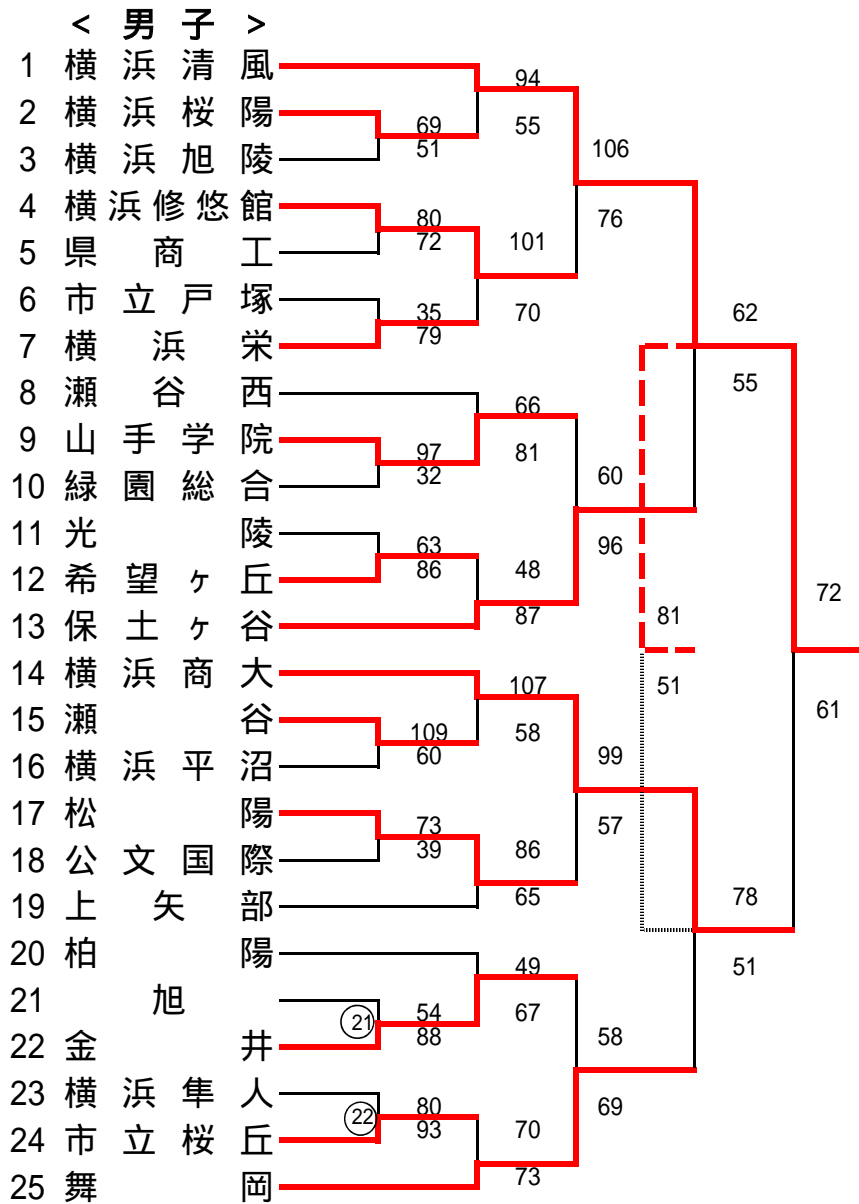 < 男 子 >
1 横 浜 清 風
2 横 浜 桜 陽
3 横 浜 旭 陵
4 横 浜 修 悠 館
5 県 商 工
6 市 立 戸 塚
7 横 浜 栄
8 瀬 谷 西
9 山 手 学 院
10 緑 園 総 合
11 光 陵
12 希 望 ヶ 丘
13 保 土 ヶ 谷
14 横 浜 商 大
15 瀬 谷
16 横 浜 平 沼
17 松 陽
18 公 文 国 際
19 上 矢 部
20 柏 陽
21 旭
22 金 井
23 横 浜 隼 人
24 市 立 桜 丘
25 舞 岡
69
51
80
72
35
79
97
32
63
86
109
60
73
39
21
54
88
22
80
93
94
55
101
70
66
81
48
87
107
58
86
65
49
67
70
73
106
76
60
96
99
57
58
69
62
55
81
51
78
51
72
61